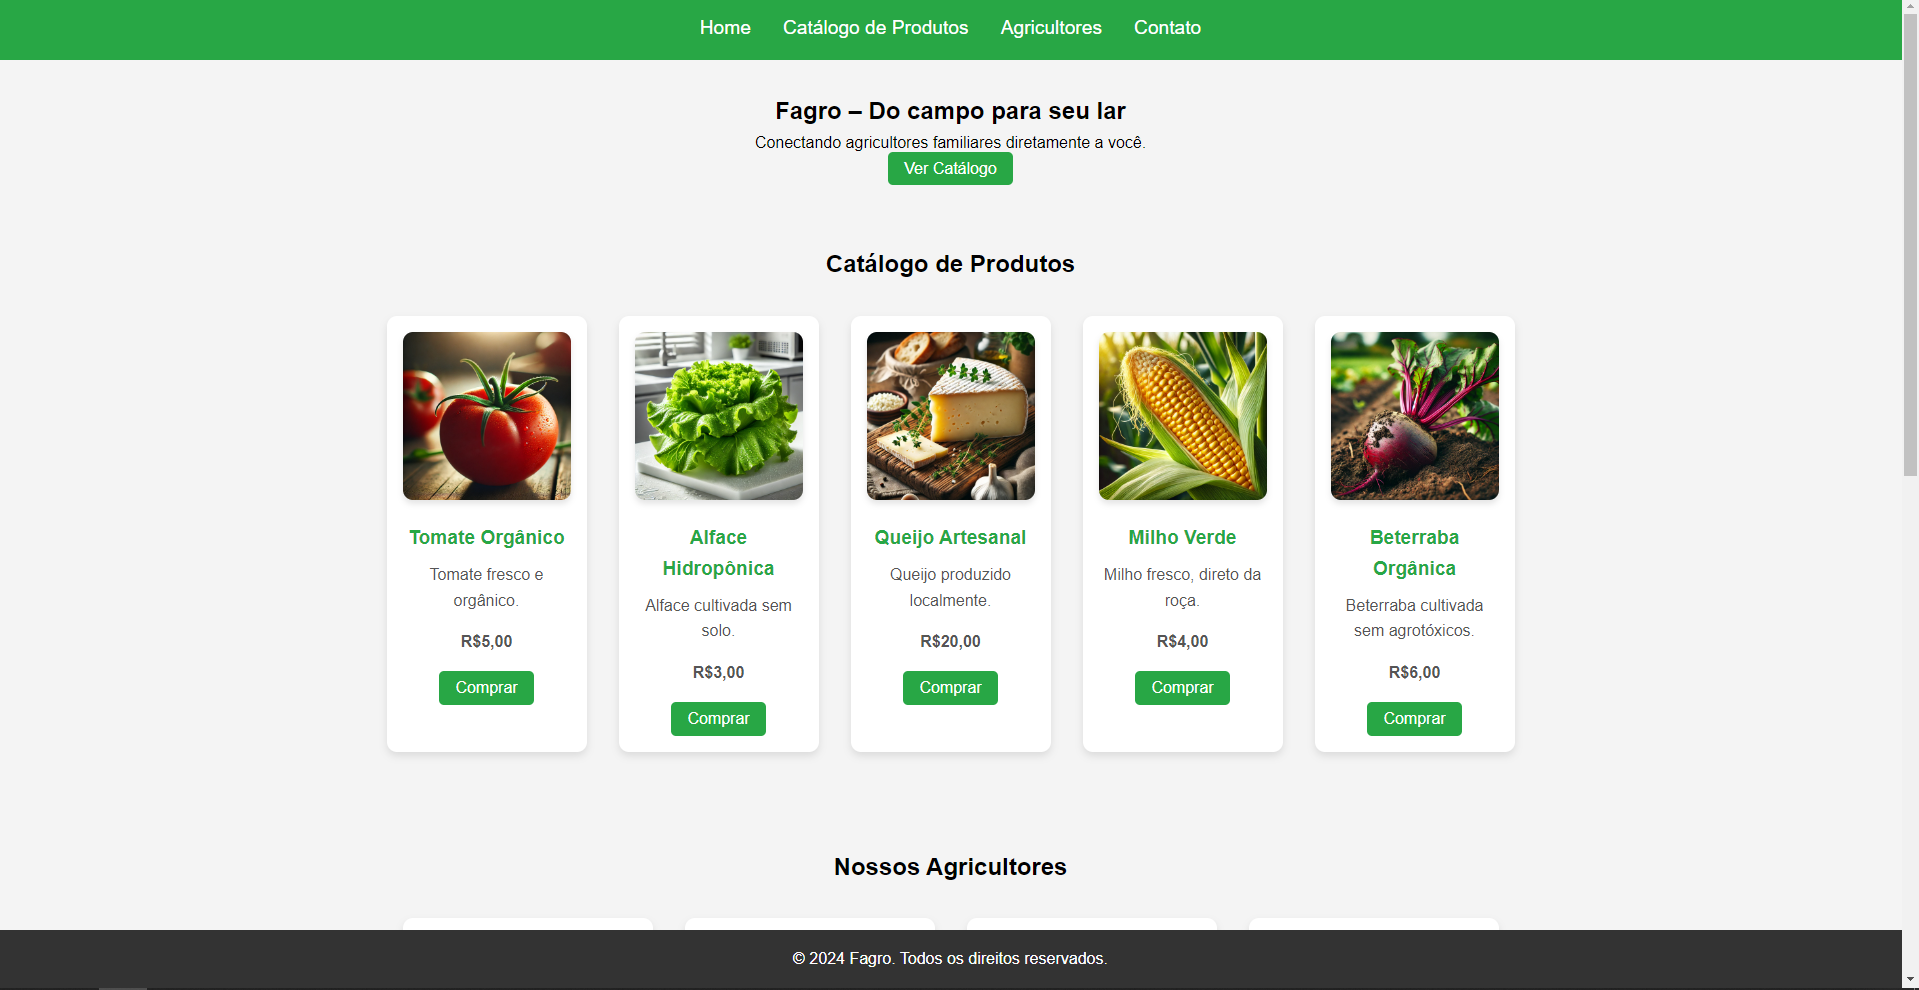 Home Catálogo de Produtos Agricultores Contato
Fagro – Do campo para seu lar
Conectando agricultores familiares diretamente a você.
Ver Catálogo
Catálogo de Produtos
Tomate Orgânico
Tomate fresco e
orgânico.
R$5,00
Comprar
Alface
Hidropônica
Alface cultivada sem
solo.
R$3,00
Comprar
Queijo Artesanal
Queijo produzido
localmente.
R$20,00
Comprar
Milho Verde
Milho fresco, direto da
roça.
R$4,00
Comprar
Beterraba
Orgânica
Beterraba cultivada
sem agrotóxicos.
R$6,00
Comprar
Nossos Agricultores
© 2024 Fagro. Todos os direitos reservados.